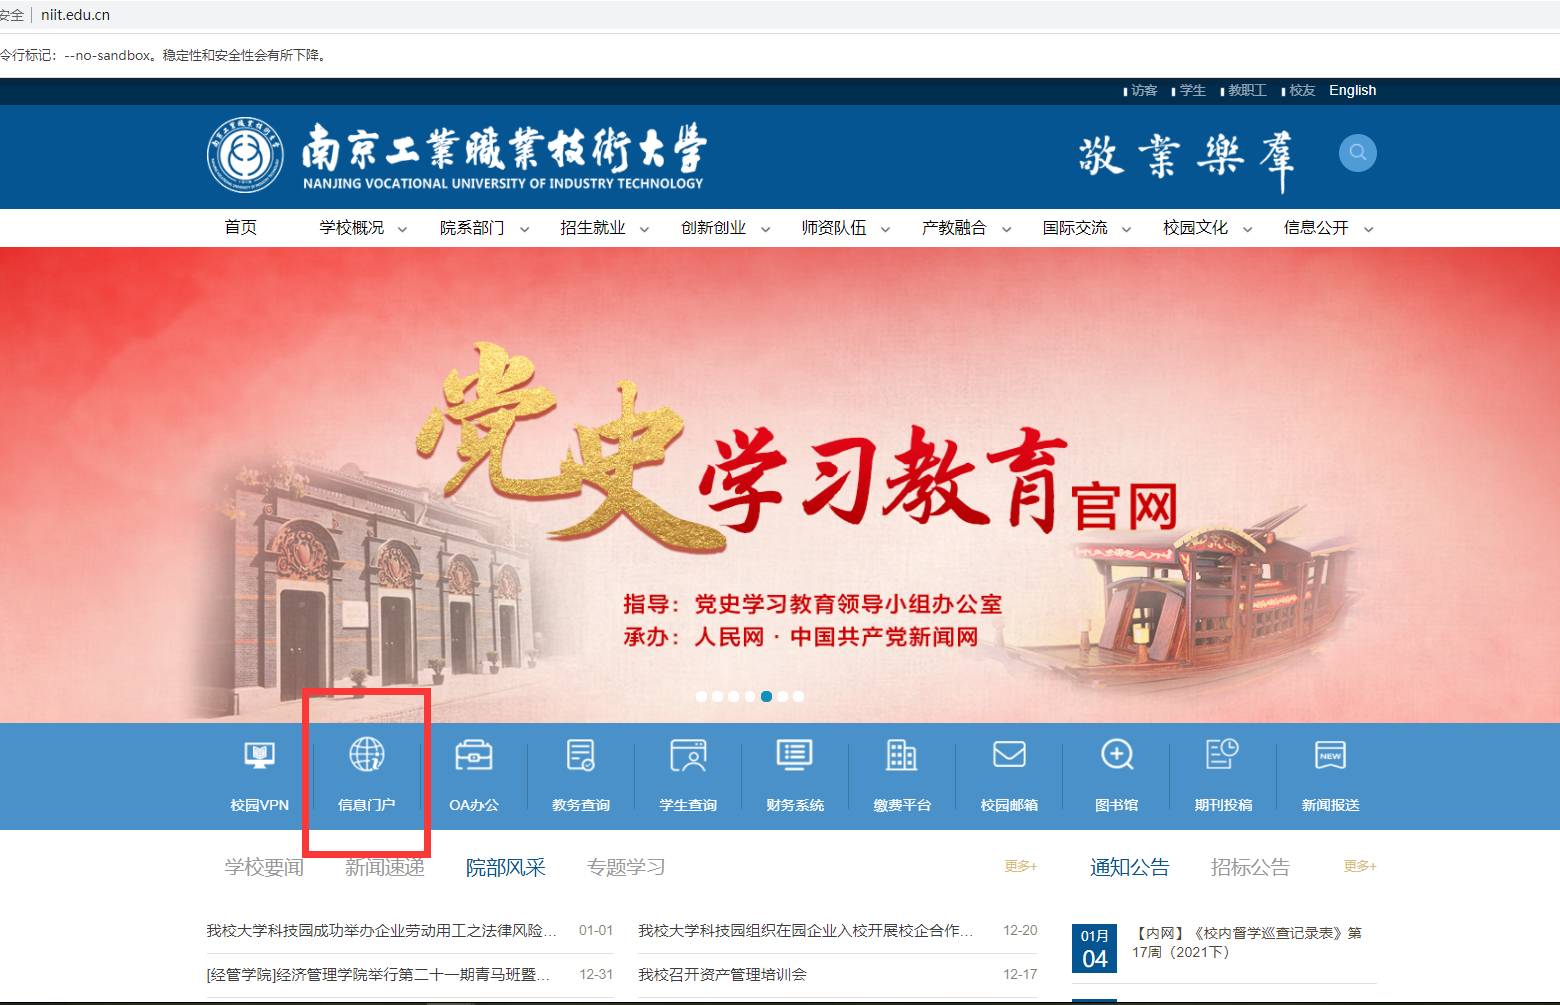 安全 niit.edu.cn
令行标记：--no-sandbox。稳定性和安全性会有所下降。
访客 学生 教职工 校友 English
南京工業職業技術大學
NANJING VOCATIONAL UNIVERSITY OF INDUSTRY TECHNOLOGY
敬業樂羣
首页 学校概况 院系部门 招生就业 创新创业 师资队伍 产教融合 国际交流 校园文化 信息公开
党史学习教育官网
指导：党史学习教育领导小组办公室
承办：人民网·中国共产党新闻网
NEW
校园VPN 信息门户 OA办公 教务查询 学生查询 财务系统 缴费平台 校园邮箱 图书馆 期刊投稿 新闻报送
学校要闻 新闻速递 院部风采 专题学习 更多+ 通知公告 招标公告 更多+
我校大学科技园成功举办企业劳动用工之法律风险... 01-01
[经管学院]经济管理学院举行第二十一期青马班暨... 12-31
我校大学科技园组织在园企业入校开展校企合作... 12-20
我校召开资产管理培训会 12-17
01月
04
【内网】《校内督学巡查记录表》第
17周（2021下）